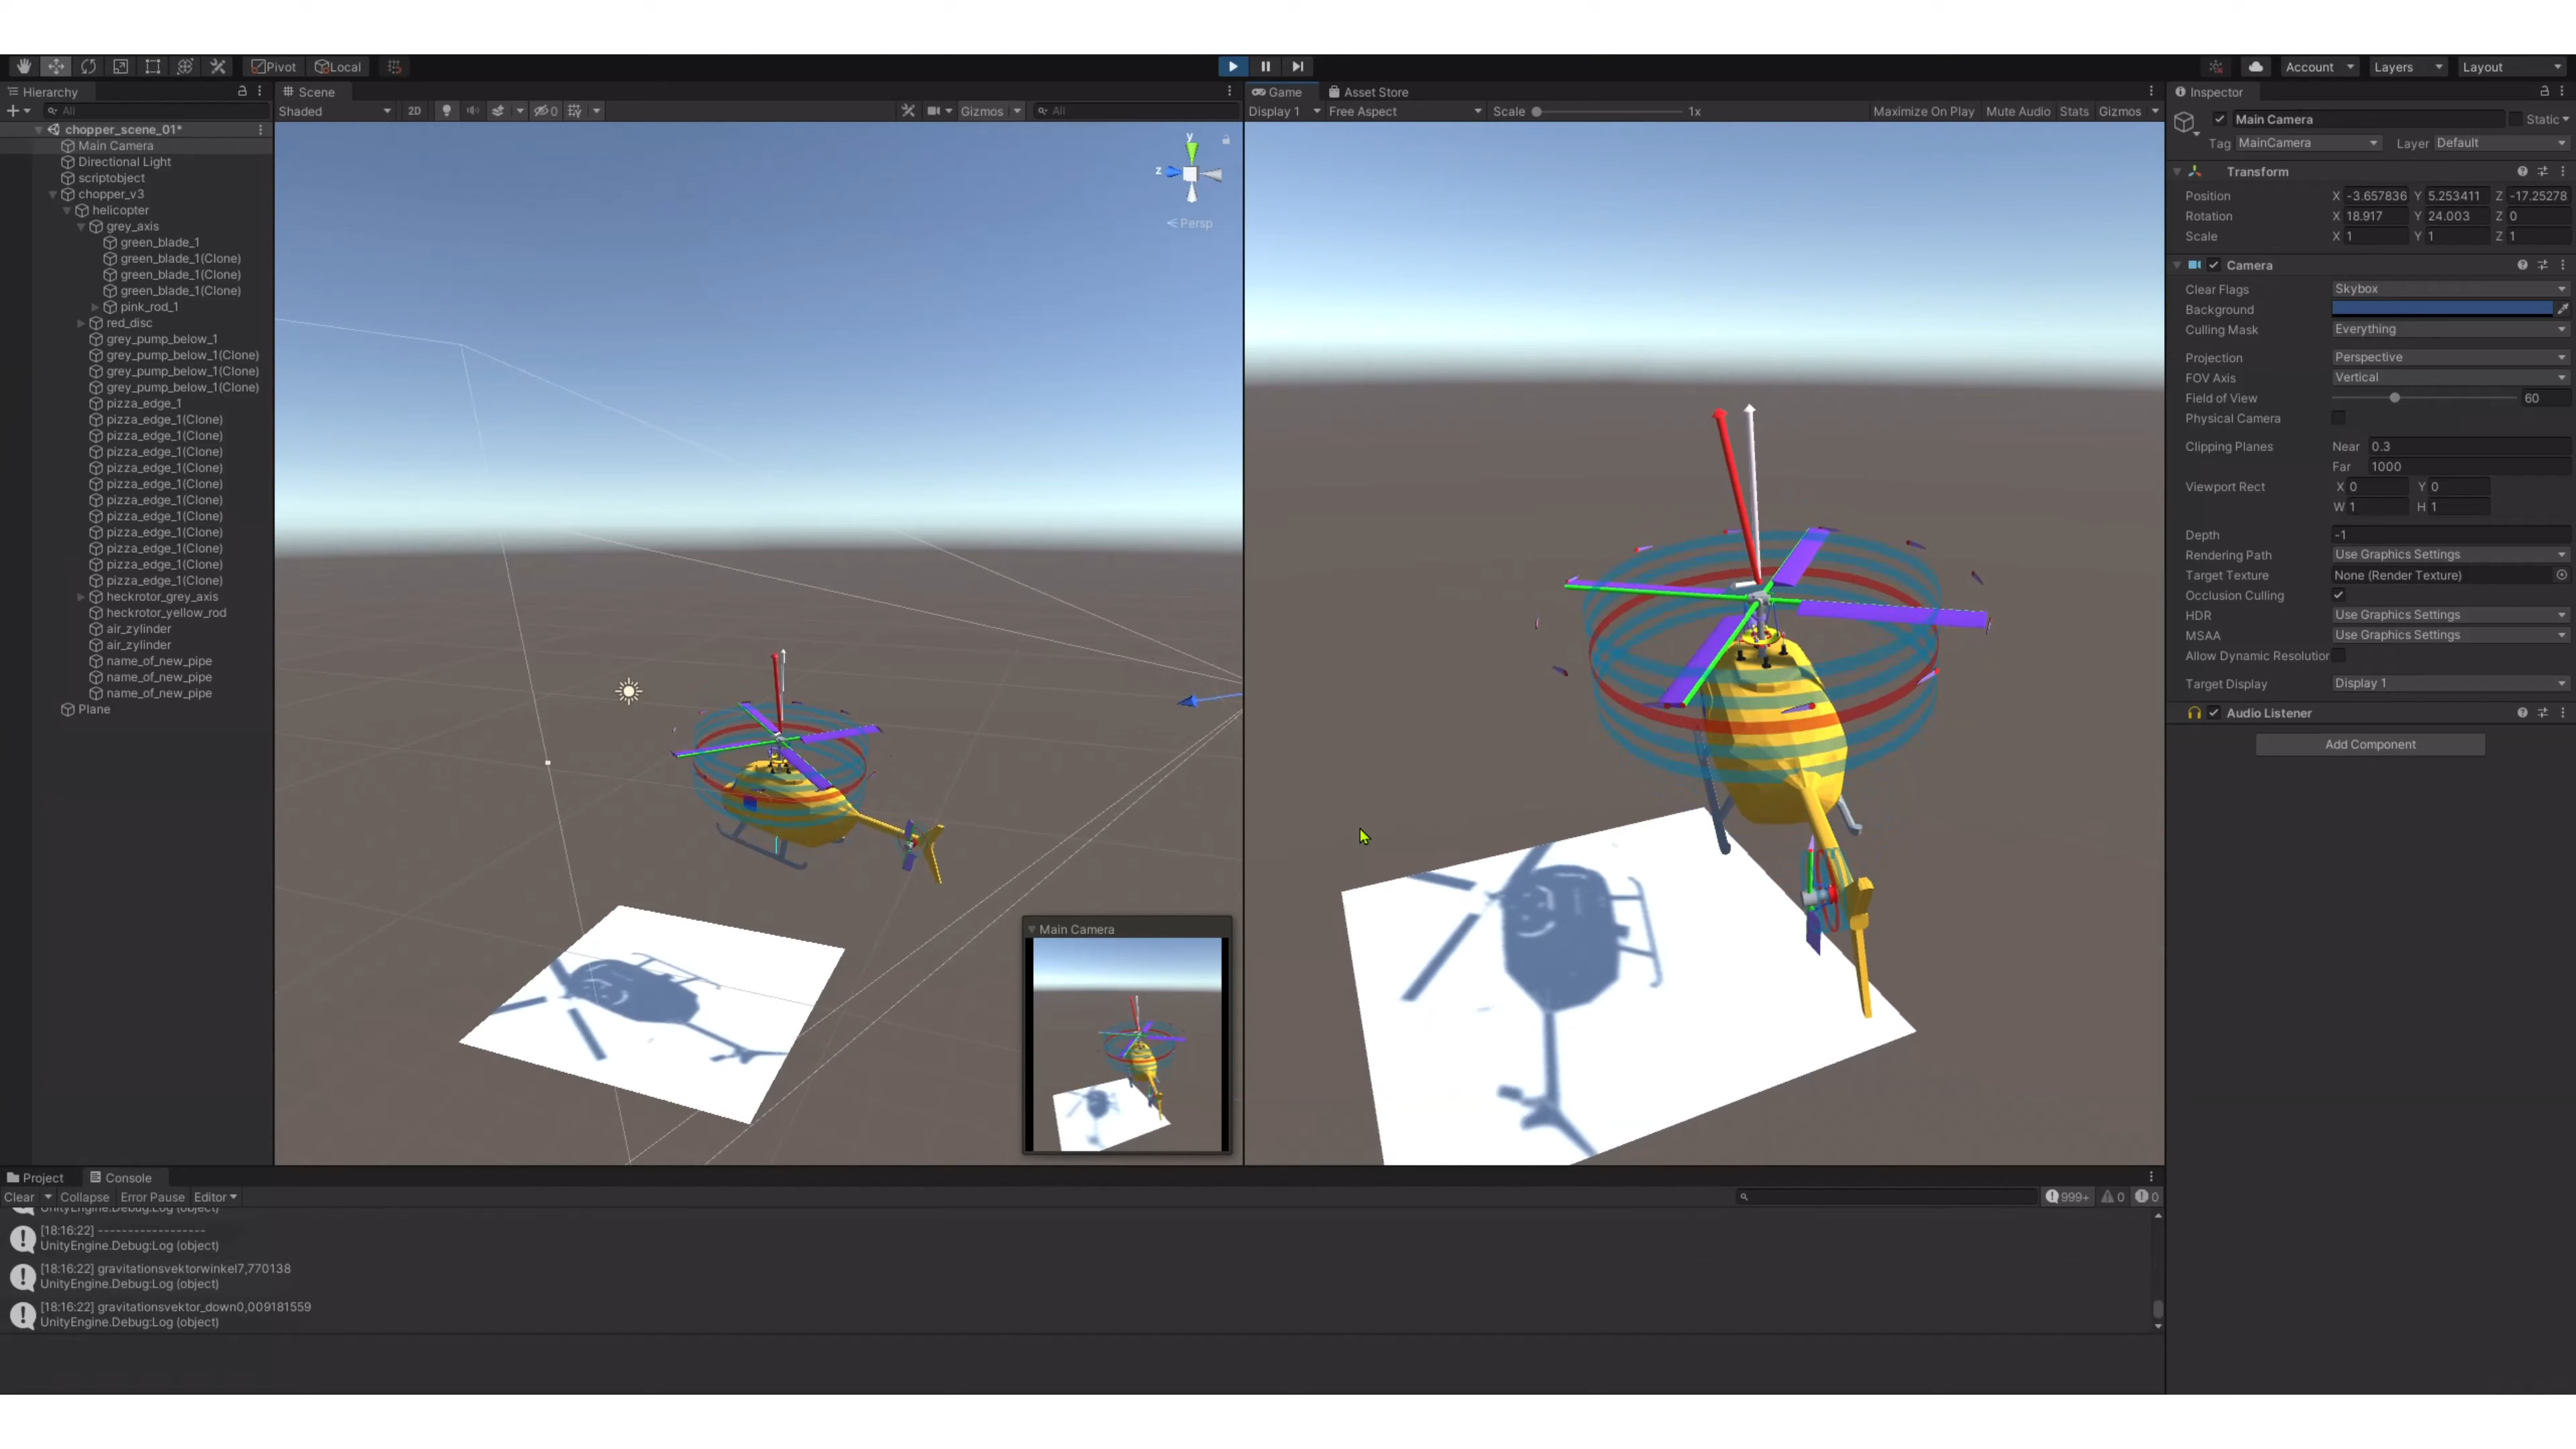 Pivot Local
Account Layers Layout
Hierarchy
All
chopper_scene_01*
Main Camera
Directional Light
scriptobject
chopper_v3
helicopter
grey_axis
green_blade_1
green_blade_1(Clone)
green_blade_1(Clone)
green_blade_1(Clone)
pink_rod_1
red_disc
grey_pump_below_1
grey_pump_below_1(Clone)
grey_pump_below_1(Clone)
grey_pump_below_1(Clone)
pizza_edge_1
pizza_edge_1(Clone)
pizza_edge_1(Clone)
pizza_edge_1(Clone)
pizza_edge_1(Clone)
pizza_edge_1(Clone)
pizza_edge_1(Clone)
pizza_edge_1(Clone)
pizza_edge_1(Clone)
pizza_edge_1(Clone)
pizza_edge_1(Clone)
pizza_edge_1(Clone)
heckrotor_grey_axis
heckrotor_yellow_rod
air_zylinder
air_zylinder
name_of_new_pipe
name_of_new_pipe
name_of_new_pipe
Plane
Scene
Shaded 2D 0 Gizmos All
y
z
Persp
Main Camera
Game Asset Store
Display 1 Free Aspect Scale 1x Maximize On Play Mute Audio Stats Gizmos
Inspector
Main Camera Static
Tag MainCamera Layer Default
Transform
Position X -3.657836 Y 5.253411 Z -17.25278
Rotation X 18.917 Y 24.003 Z 0
Scale X 1 Y 1 Z 1
Camera
Clear Flags Skybox
Background
Culling Mask Everything
Projection Perspective
FOV Axis Vertical
Field of View 60
Physical Camera
Clipping Planes Near 0.3
Far 1000
Viewport Rect X 0 Y 0
W 1 H 1
Depth -1
Rendering Path Use Graphics Settings
Target Texture None (Render Texture)
Occlusion Culling
HDR Use Graphics Settings
MSAA Use Graphics Settings
Allow Dynamic Resolution
Target Display Display 1
Audio Listener
Add Component
Project Console
Clear Collapse Error Pause Editor 999+ 0 0
UnityEngine.Debug:Log (object)
[18:16:22] -------------------
UnityEngine.Debug:Log (object)
[18:16:22] gravitationsvektorwinkel7,770138
UnityEngine.Debug:Log (object)
[18:16:22] gravitationsvektor_down0,009181559
UnityEngine.Debug:Log (object)